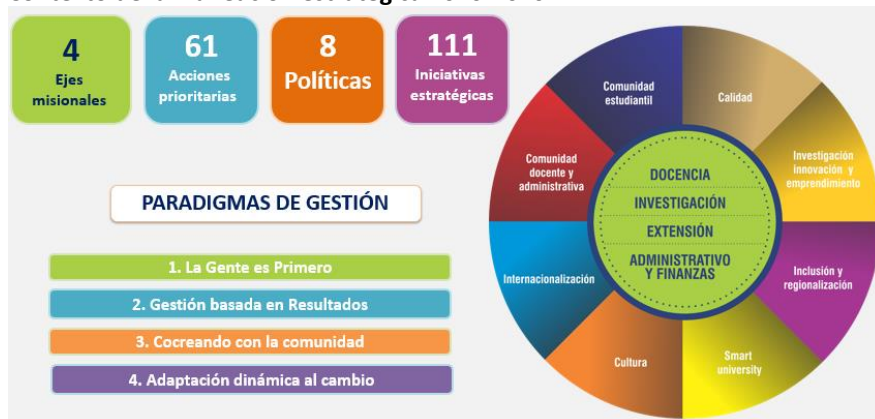 4
Ejes
misionales
61
Acciones
prioritarias
8
Políticas
111
Iniciativas
estratégicas
PARADIGMAS DE GESTIÓN
1. La Gente es Primero
2. Gestión basada en Resultados
3. Cocreando con la comunidad
4. Adaptación dinámica al cambio
Comunidad
estudiantil
Calidad
Investigación
innovación y
emprendimiento
Inclusión y
regionalización
Smart
university
Cultura
Internacionalización
Comunidad
docente y
administrativa
DOCENCIA
INVESTIGACIÓN
EXTENSIÓN
ADMINISTRATIVO
Y FINANZAS